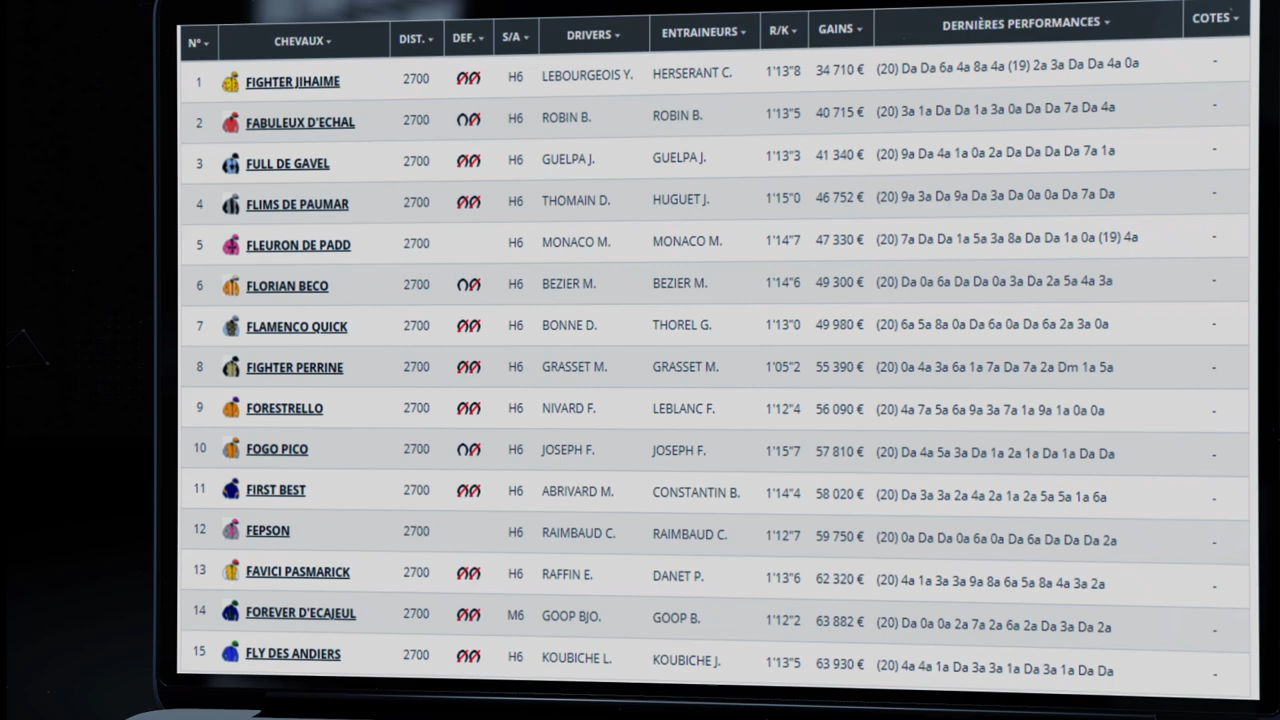 N° CHEVAUX DIST. DEF. S/A DRIVERS ENTRAINEURS R/K GAINS DERNIÈRES PERFORMANCES COTES
1 FIGHTER JIHAIME 2700 H6 LEBOURGEOIS Y. HERSERANT C. 1'13"8 34 710 € (20) Da Da 6a 4a 8a 4a (19) 2a 3a Da Da 4a 0a -
2 FABULEUX D'ECHAL 2700 H6 ROBIN B. ROBIN B. 1'13"5 40 715 € (20) 3a 1a Da Da 1a 3a 0a Da Da 7a Da 4a -
3 FULL DE GAVEL 2700 H6 GUELPA J. GUELPA J. 1'13"3 41 340 € (20) 9a Da 4a 1a 0a 2a Da Da Da Da 7a 1a -
4 FLIMS DE PAUMAR 2700 H6 THOMAIN D. HUGUET J. 1'15"0 46 752 € (20) 9a 3a Da 9a Da 3a Da 0a 0a Da 7a Da -
5 FLEURON DE PADD 2700 H6 MONACO M. MONACO M. 1'14"7 47 330 € (20) 7a Da Da 1a 5a 3a 8a Da Da 1a 0a (19) 4a -
6 FLORIAN BECO 2700 H6 BEZIER M. BEZIER M. 1'14"6 49 300 € (20) Da 0a 6a Da Da 0a 3a Da 2a 5a 4a 3a -
7 FLAMENCO QUICK 2700 H6 BONNE D. THOREL G. 1'13"0 49 980 € (20) 6a 5a 8a 0a Da 6a 0a Da 6a 2a 3a 0a -
8 FIGHTER PERRINE 2700 H6 GRASSET M. GRASSET M. 1'05"2 55 390 € (20) 0a 4a 3a 6a 1a 7a Da 7a 2a Dm 1a 5a -
9 FORESTRELLO 2700 H6 NIVARD F. LEBLANC F. 1'12"4 56 090 € (20) 4a 7a 5a 6a 9a 3a 7a 1a 9a 1a 0a 0a -
10 FOGO PICO 2700 H6 JOSEPH F. JOSEPH F. 1'15"7 57 810 € (20) Da 4a 5a 3a Da 1a 2a 1a Da 1a Da Da -
11 FIRST BEST 2700 H6 ABRIVARD M. CONSTANTIN B. 1'14"4 58 020 € (20) Da 3a 3a 2a 4a 2a 1a 2a 5a 5a 1a 6a -
12 FEPSON 2700 H6 RAIMBAUD C. RAIMBAUD C. 1'12"7 59 750 € (20) 0a Da Da 0a 6a 0a Da 6a Da Da Da 2a -
13 FAVICI PASMARICK 2700 H6 RAFFIN E. DANET P. 1'13"6 62 320 € (20) 4a 1a 3a 3a 9a 8a 6a 5a 8a 4a 3a 2a -
14 FOREVER D'ECAJEUL 2700 M6 GOOP BJO. GOOP B. 1'12"2 63 882 € (20) Da 0a 0a 2a 7a 2a 6a 2a Da 3a Da 2a -
15 FLY DES ANDIERS 2700 H6 KOUBICHE L. KOUBICHE J. 1'13"5 63 930 € (20) 4a 4a 1a Da 3a 3a 1a Da 3a 1a Da Da -